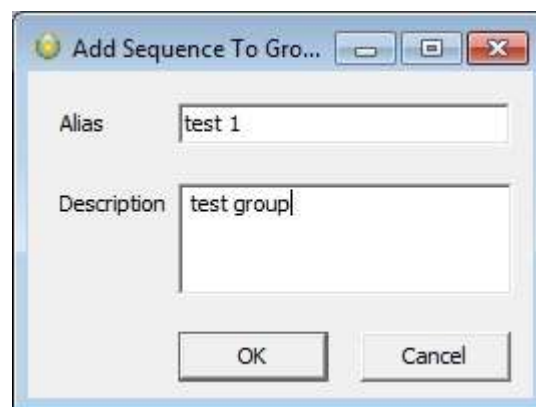 Add Sequence To Gro...
Alias test 1
Description test group
OK Cancel